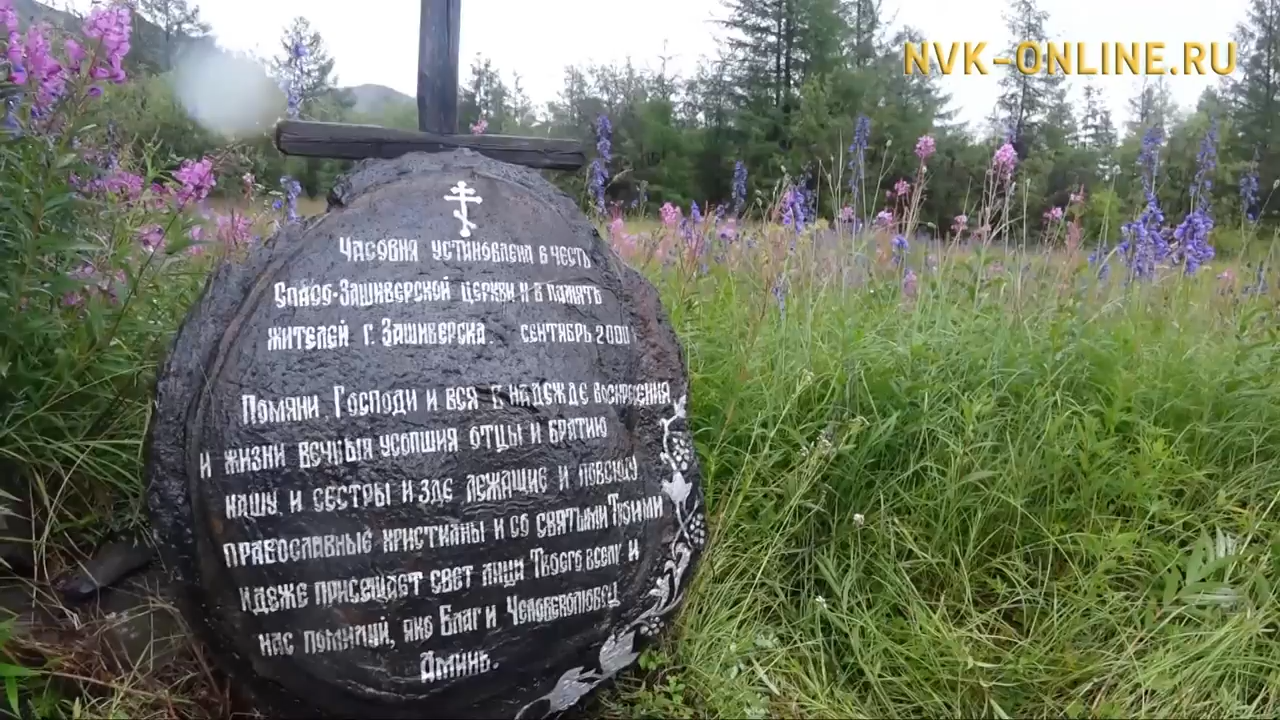 NVK-ONLINE.RU
Часовня установлена в честь
Спасо-Зашиверской церкви и в память
жителей г. Зашиверска. сентябрь 2000 г
Помяни Господи и вся в надежде воскресения
и жизни вечныя усопшия отцы и братию
нашу, и сестры и зде лежащие и повсюду
православные христианы и со святыми Твоими
идеже присещает свет лица Твоего всели и
нас помилуй, яко Благ и Человеколюбец
Аминь.